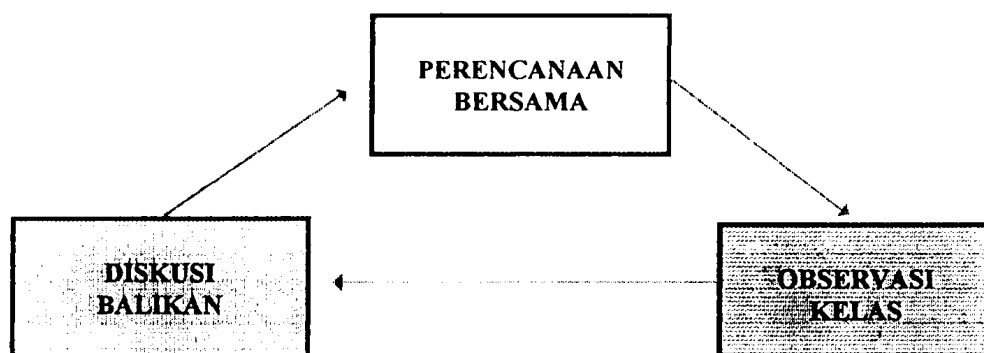 PERENCANAAN
BERSAMA
DISKUSI
BALIKAN
OBSERVASI
KELAS